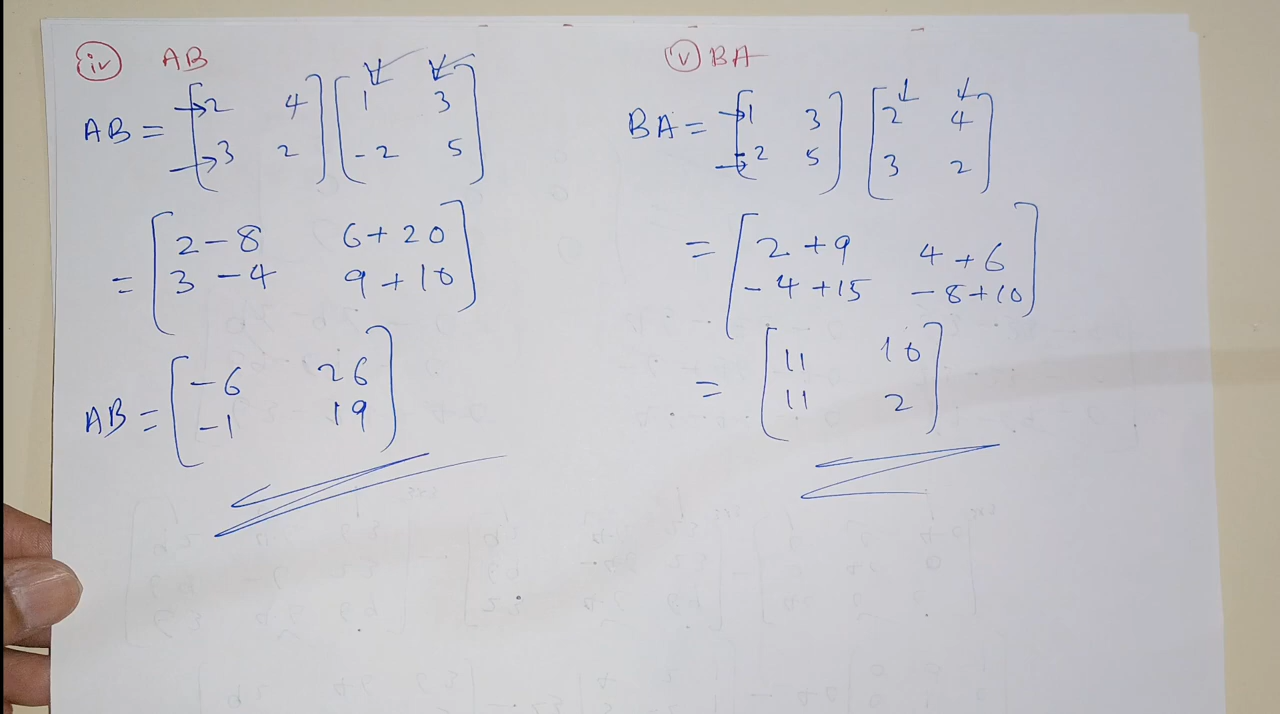 iv AB
AB = [2 4 3 2] [1 3 -2 5]
= [2-8 6+20
3-4 9+10]
AB = [-6 26
-1 19]
v BA
BA = [1 3 -2 5] [2 4 3 2]
= [2+9 4+6
-4+15 -8+10]
= [11 10
11 2]